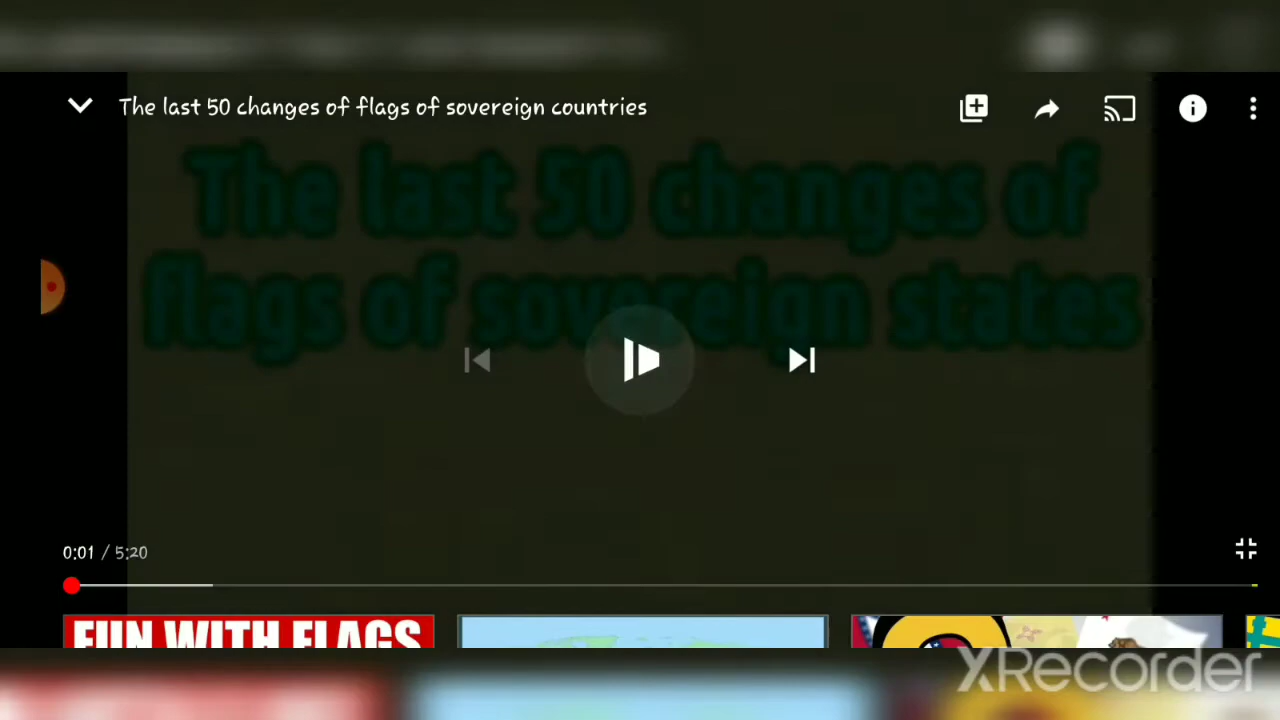 The last 50 changes of flags of sovereign countries
The last 50 changes of
flags of sovereign states
0:01 / 5:20
FUN WITH FLAGS
XRecorder